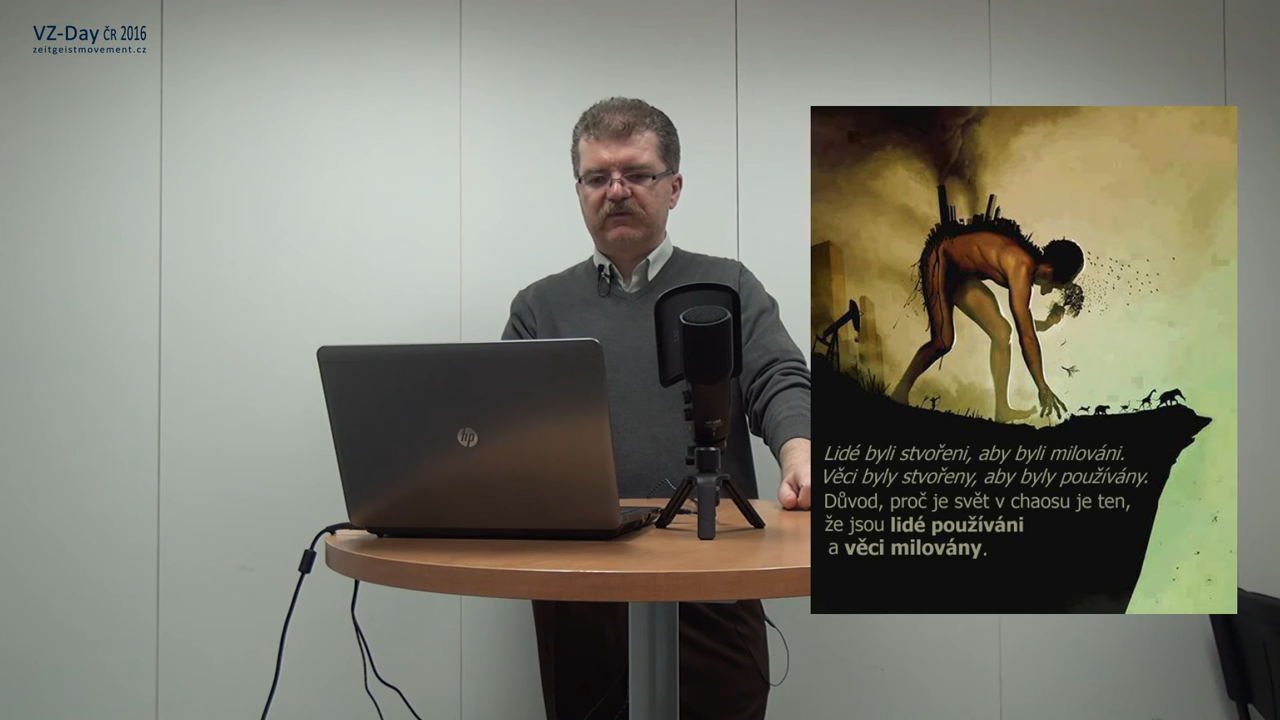 VZ-Day ČR 2016
zeitgeistmovement.cz
hp
Lidé byli stvořeni, aby byli milováni.
Věci byly stvořeny, aby byly používány.
Důvod, proč je svět v chaosu je ten,
že jsou lidé používáni
a věci milovány.